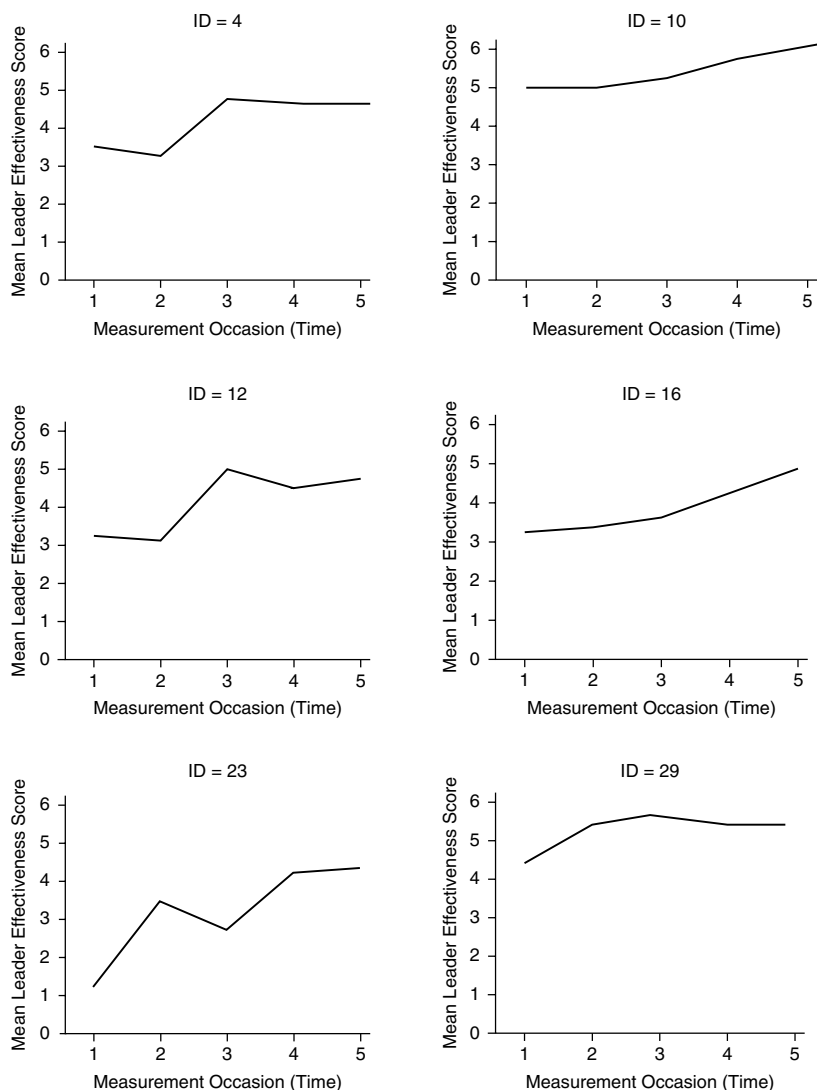 ID = 4
Mean Leader Effectiveness Score
6
5
4
3
2
1
0
1 2 3 4 5
Measurement Occasion (Time)
ID = 10
Mean Leader Effectiveness Score
6
5
4
3
2
1
0
1 2 3 4 5
Measurement Occasion (Time)
ID = 12
Mean Leader Effectiveness Score
6
5
4
3
2
1
0
1 2 3 4 5
Measurement Occasion (Time)
ID = 16
Mean Leader Effectiveness Score
6
5
4
3
2
1
0
1 2 3 4 5
Measurement Occasion (Time)
ID = 23
Mean Leader Effectiveness Score
6
5
4
3
2
1
0
1 2 3 4 5
Measurement Occasion (Time)
ID = 29
Mean Leader Effectiveness Score
6
5
4
3
2
1
0
1 2 3 4 5
Measurement Occasion (Time)